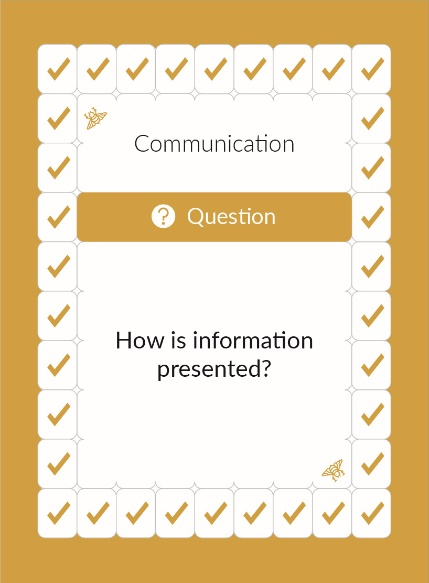 Communication
? Question
How is information
presented?